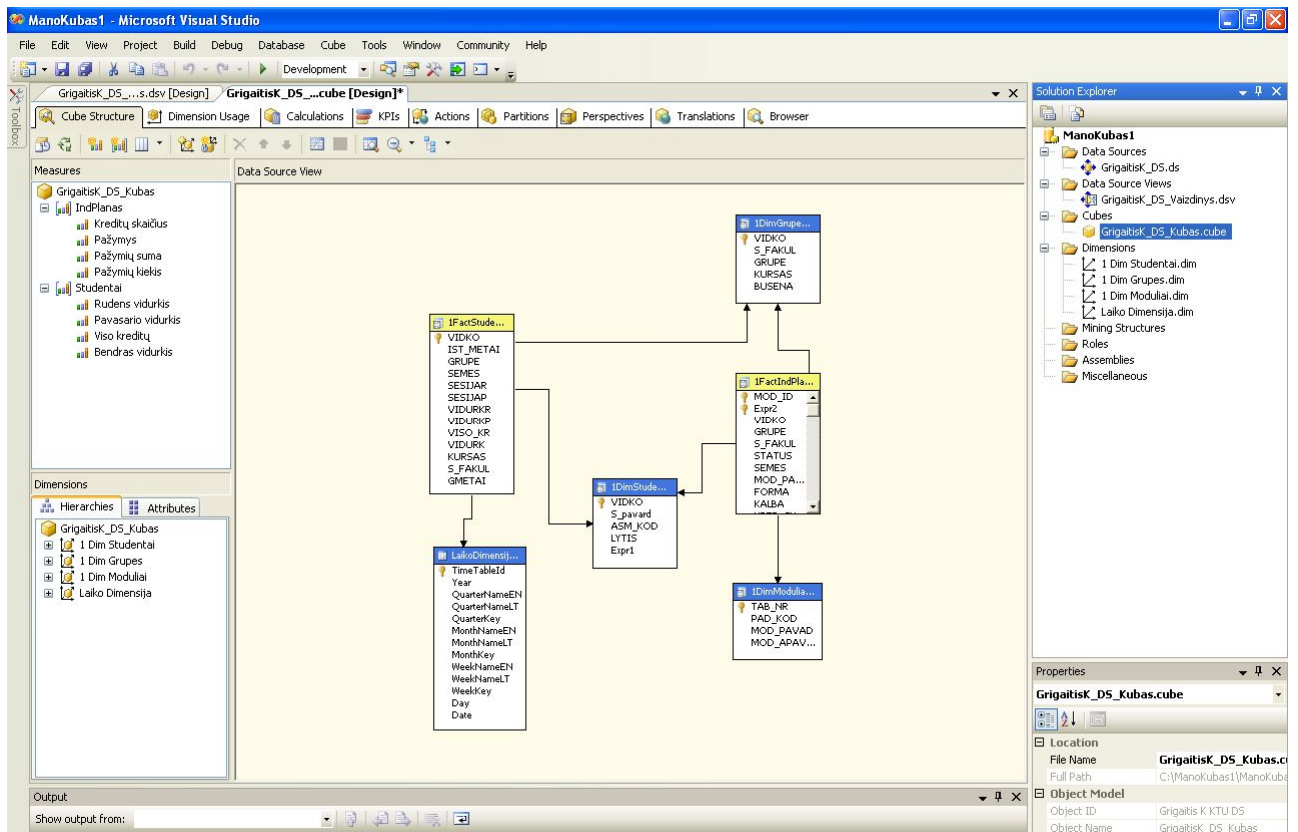 ManoKubas1 - Microsoft Visual Studio
File Edit View Project Build Debug Database Cube Tools Window Community Help
Development
Toolbox
GrigaitisK_DS_...s.dsv [Design] GrigaitisK_DS_...cube [Design]*
Cube Structure Dimension Usage Calculations KPIs Actions Partitions Perspectives Translations Browser
Measures
GrigaitisK_DS_Kubas
IndPlanas
Kreditų skaičius
Pažymys
Pažymių suma
Pažymių kiekis
Studentai
Rudens vidurkis
Pavasario vidurkis
Viso kreditų
Bendras vidurkis
Dimensions
Hierarchies Attributes
GrigaitisK_DS_Kubas
1 Dim Studentai
1 Dim Grupes
1 Dim Moduliai
Laiko Dimensija
Data Source View
1DimGrupe...
VIDKO
S_FAKUL
GRUPE
KURSAS
BUSENA
1FactStude...
VIDKO
IST_METAI
GRUPE
SEMES
SESIJAR
SESIJAP
VIDURKR
VIDURKP
VISO_KR
VIDURK
KURSAS
S_FAKUL
GMETAI
1FactIndPla...
MOD_ID
Expr2
VIDKO
GRUPE
S_FAKUL
STATUS
SEMES
MOD_PA...
FORMA
KALBA
1DimStude...
VIDKO
S_pavard
ASM_KOD
LYTIS
Expr1
LaikoDimensij...
TimeTableId
Year
QuarterNameEN
QuarterNameLT
QuarterKey
MonthNameEN
MonthNameLT
MonthKey
WeekNameEN
WeekNameLT
WeekKey
Day
Date
1DimModulia...
TAB_NR
PAD_KOD
MOD_PAVAD
MOD_APAV...
Output
Show output from:
Solution Explorer
ManoKubas1
Data Sources
GrigaitisK_DS.ds
Data Source Views
GrigaitisK_DS_Vaizdinys.dsv
Cubes
GrigaitisK_DS_Kubas.cube
Dimensions
1 Dim Studentai.dim
1 Dim Grupes.dim
1 Dim Moduliai.dim
Laiko Dimensija.dim
Mining Structures
Roles
Assemblies
Miscellaneous
Properties
GrigaitisK_DS_Kubas.cube
Location
File Name GrigaitisK_DS_Kubas.c
Full Path C:\ManoKubas1\ManoKuba
Object Model
Object ID Grigaitis K KTU DS
Object Name GrigaitisK_DS_Kubas